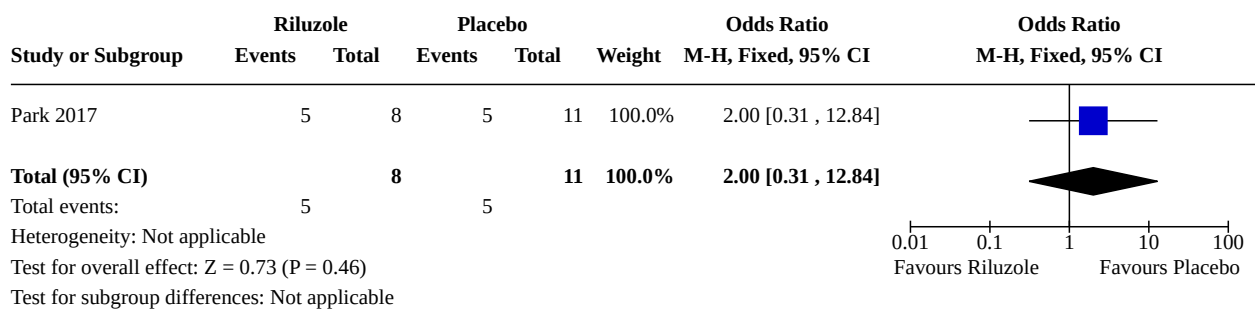 Riluzole Placebo Odds Ratio Odds Ratio
Study or Subgroup Events Total Events Total Weight M-H, Fixed, 95% CI M-H, Fixed, 95% CI
Park 2017 5 8 5 11 100.0% 2.00 [0.31 , 12.84]
Total (95% CI) 8 11 100.0% 2.00 [0.31 , 12.84]
Total events: 5 5
Heterogeneity: Not applicable
Test for overall effect: Z = 0.73 (P = 0.46)
Test for subgroup differences: Not applicable
0.01 0.1 1 10 100
Favours Riluzole Favours Placebo